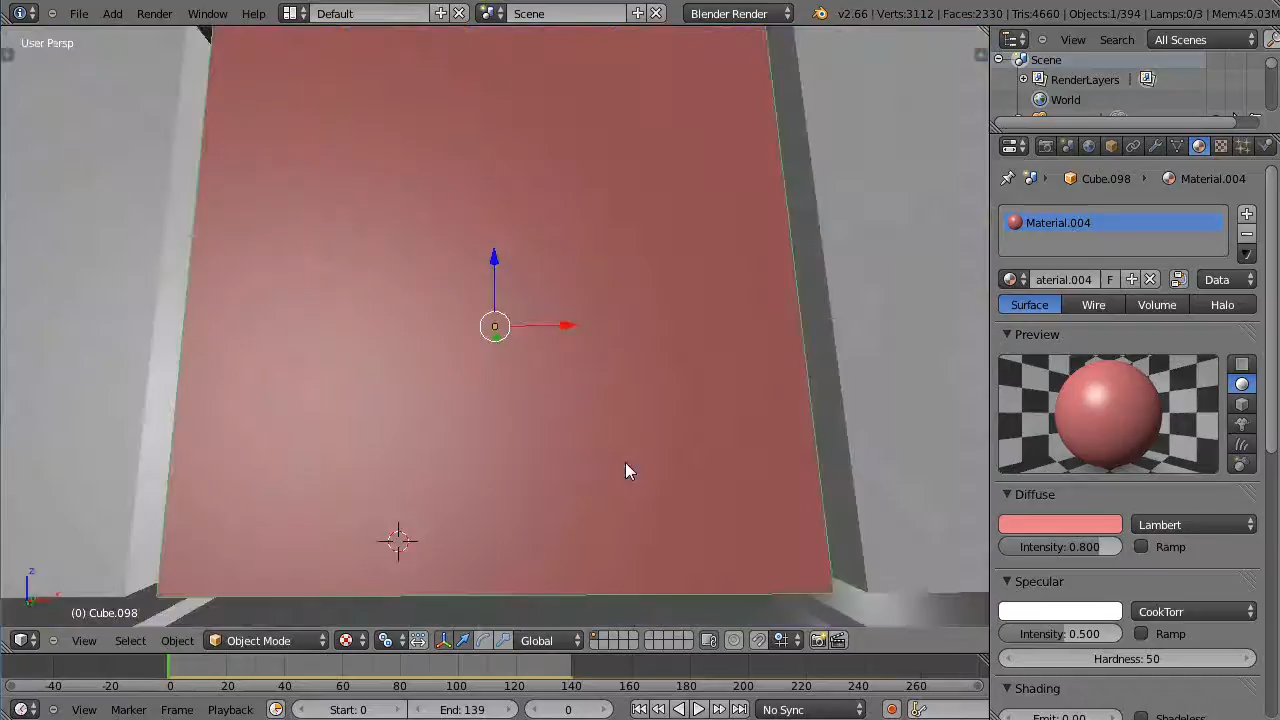 File Add Render Window Help Default Scene Blender Render v2.66 | Verts:3112 | Faces:2330 | Tris:4660 | Objects:1/394 | Lamps:0/3 | Mem:45.03M
User Persp
View Search All Scenes
Scene
RenderLayers |
World
Cube.098 Material.004
Material.004
aterial.004 F Data
Surface Wire Volume Halo
Preview
Diffuse
Lambert
Intensity: 0.800 Ramp
Specular
CookTorr
Intensity: 0.500 Ramp
Hardness: 50
Shading
z
(0) Cube.098
View Select Object Object Mode Global
-40 -20 0 20 40 60 80 100 120 140 160 180 200 220 240 260
View Marker Frame Playback Start: 0 End: 139 0 No Sync